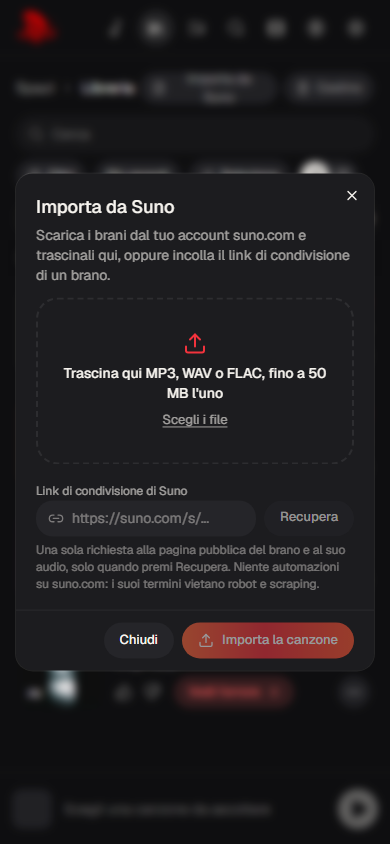 Importa da Suno
Scarica i brani dal tuo account suno.com e
trascinali qui, oppure incolla il link di condivisione
di un brano.
Trascina qui MP3, WAV o FLAC, fino a 50
MB l'uno
Scegli i file
Link di condivisione di Suno
https://suno.com/s/...
Recupera
Una sola richiesta alla pagina pubblica del brano e al suo
audio, solo quando premi Recupera. Niente automazioni
su suno.com: i suoi termini vietano robot e scraping.
Chiudi
Importa la canzone